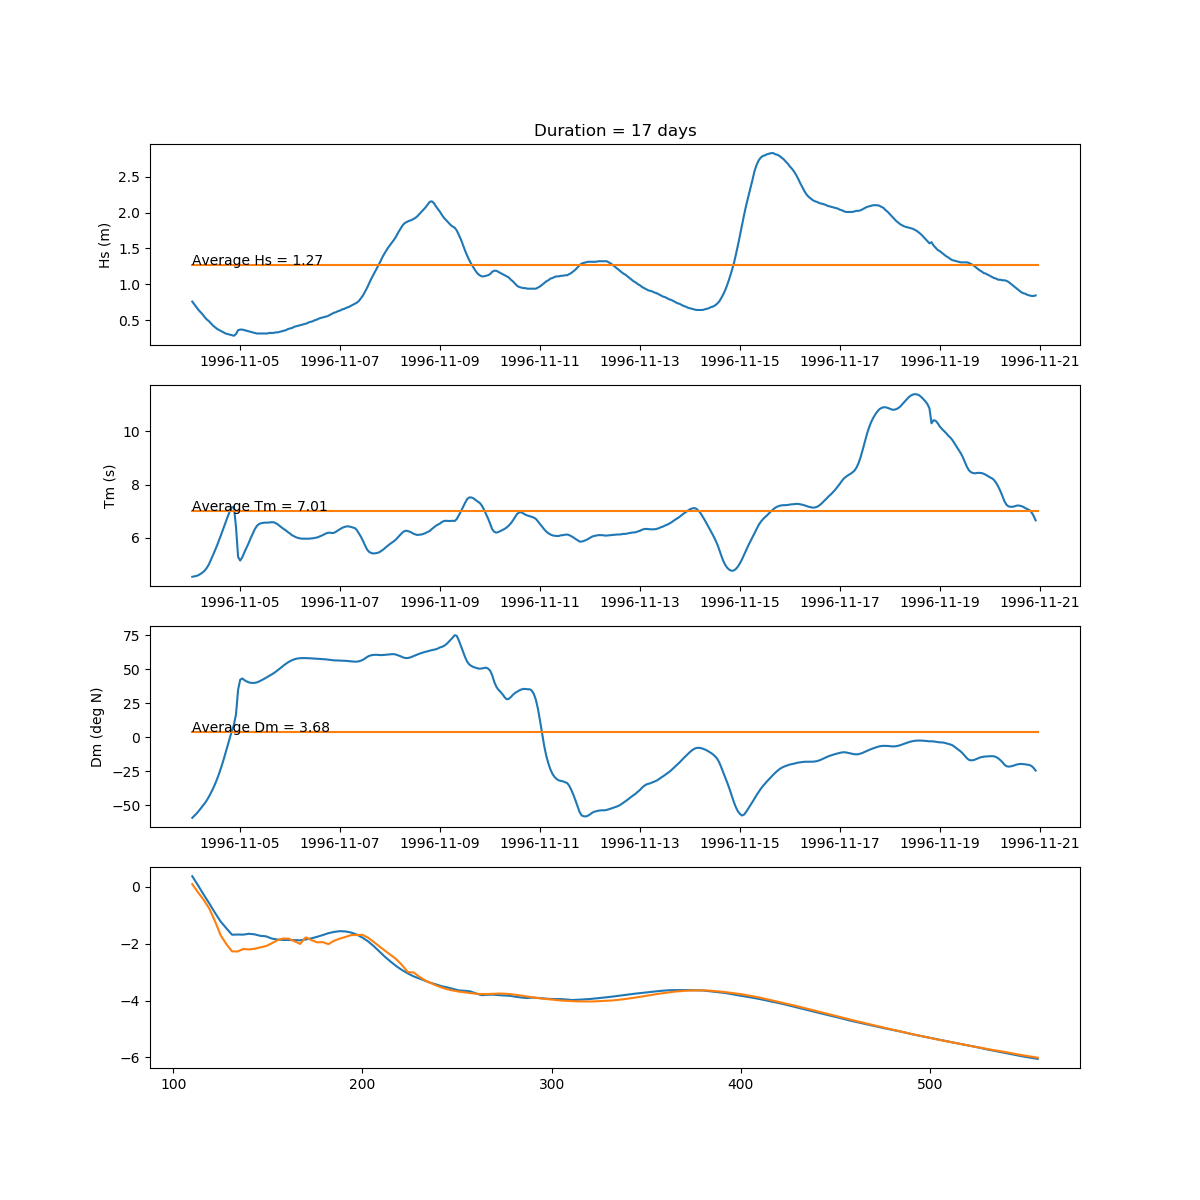 Duration = 17 days
2.5
2.0
1.5
1.0
0.5
Hs (m)
Average Hs = 1.27
1996-11-05 1996-11-07 1996-11-09 1996-11-11 1996-11-13 1996-11-15 1996-11-17 1996-11-19 1996-11-21
10
8
6
Tm (s)
Average Tm = 7.01
1996-11-05 1996-11-07 1996-11-09 1996-11-11 1996-11-13 1996-11-15 1996-11-17 1996-11-19 1996-11-21
75
50
25
0
−25
−50
Dm (deg N)
Average Dm = 3.68
1996-11-05 1996-11-07 1996-11-09 1996-11-11 1996-11-13 1996-11-15 1996-11-17 1996-11-19 1996-11-21
0
−2
−4
−6
100 200 300 400 500